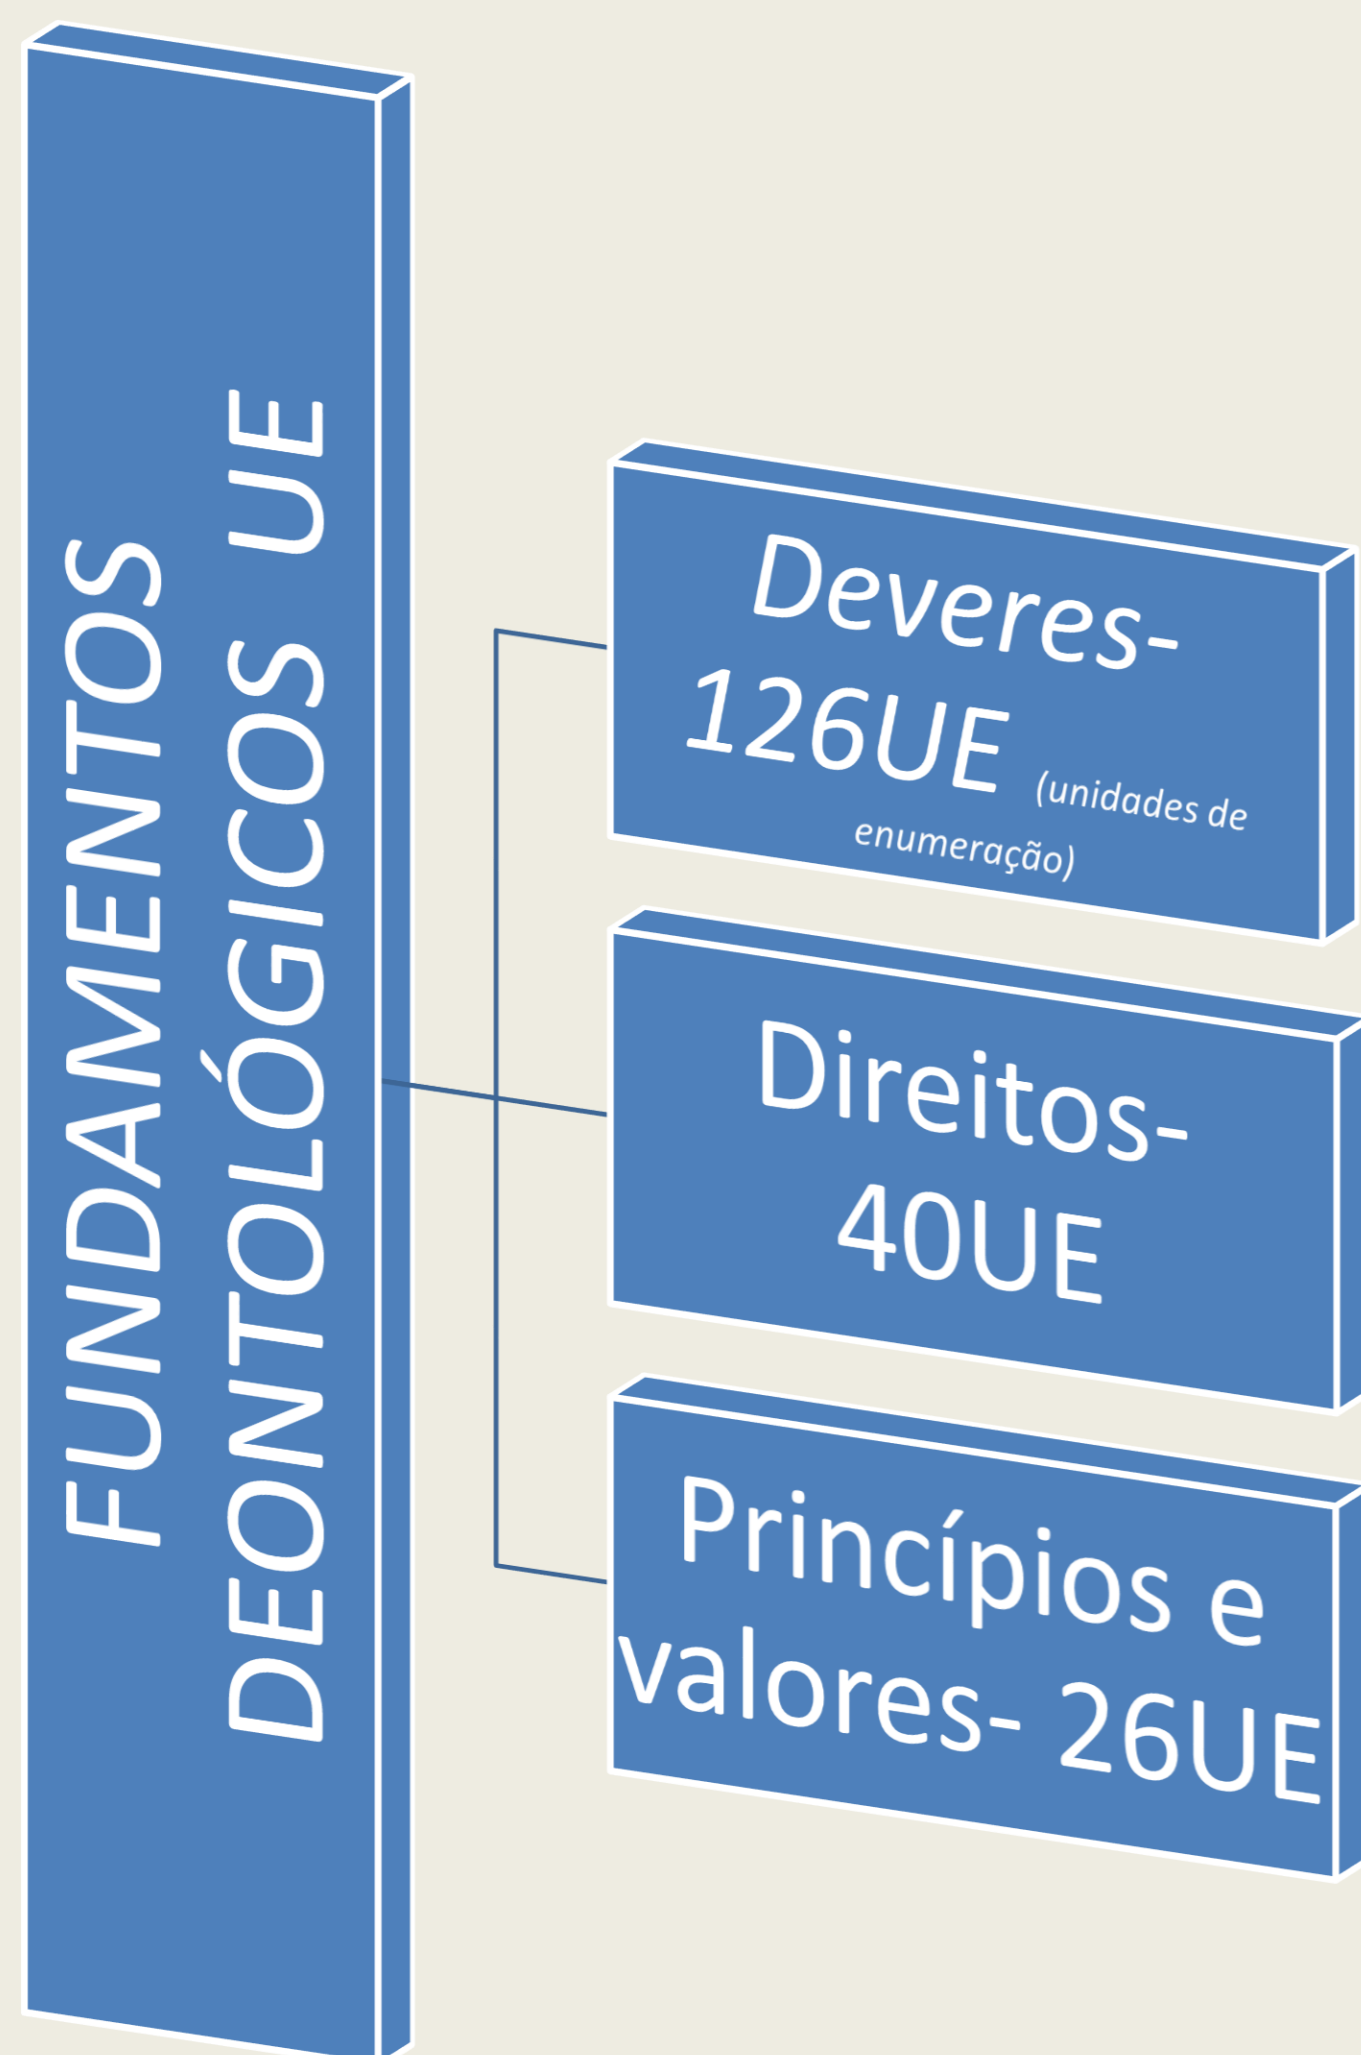 FUNDAMENTOS
DEONTOLÓGICOS UE
Deveres-
126UE (unidades de
enumeração)
Direitos-
40UE
Princípios e
valores- 26UE